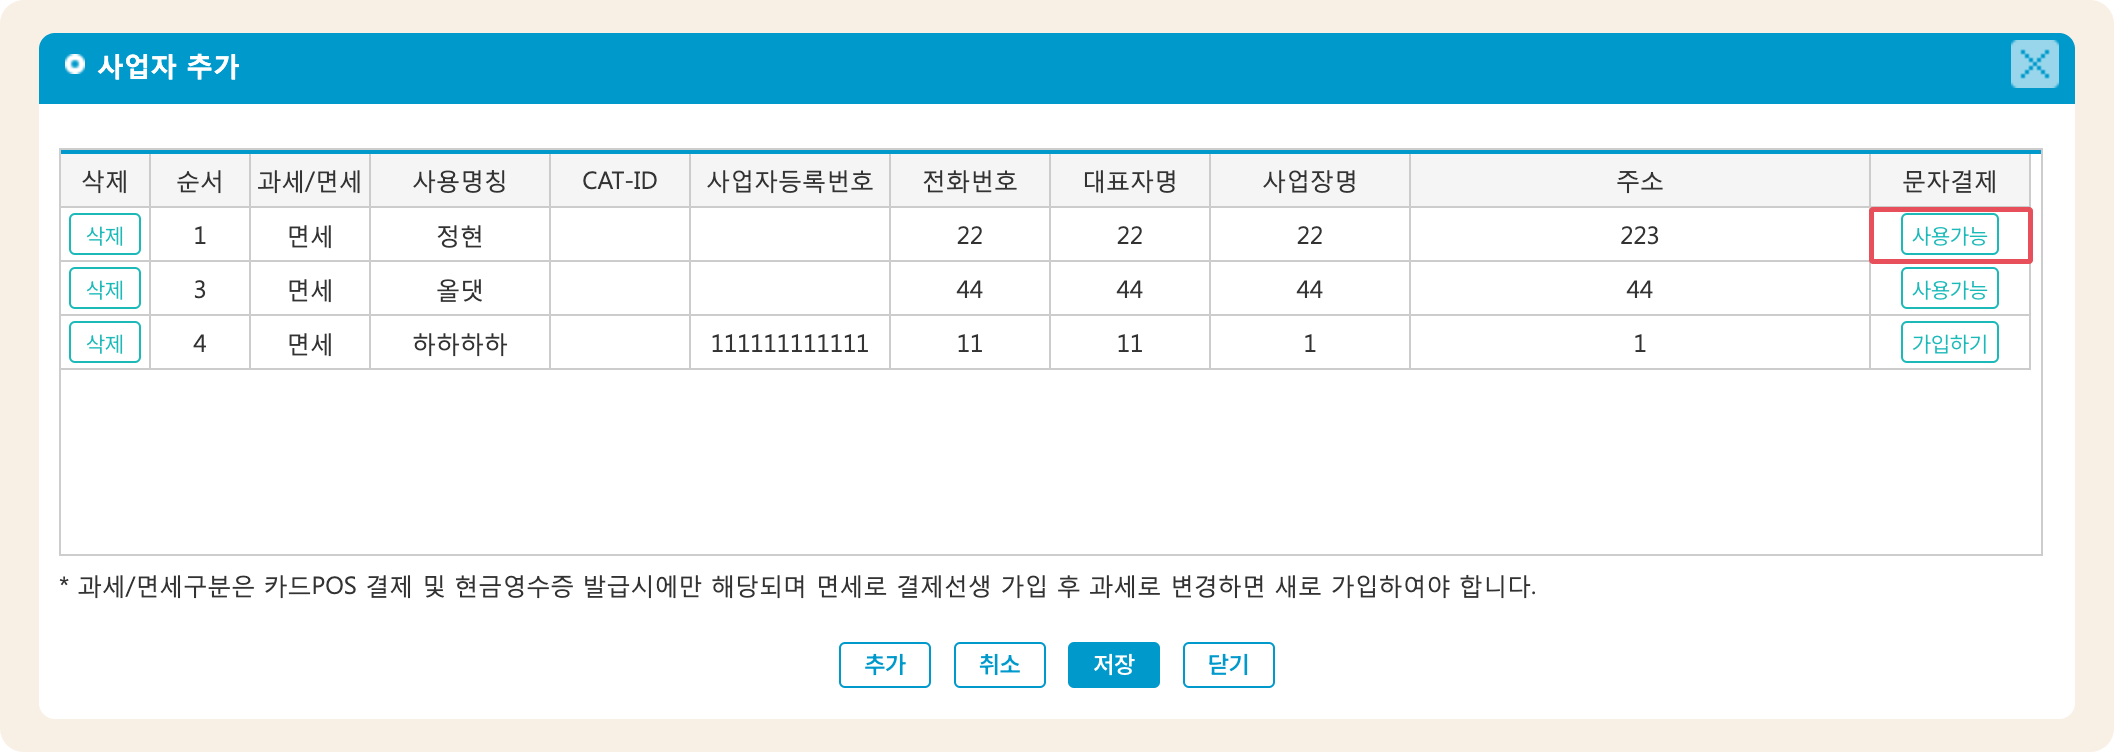 사업자 추가
삭제 순서 과세/면세 사용명칭 CAT-ID 사업자등록번호 전화번호 대표자명 사업장명 주소 문자결제
삭제 1 면세 정현 22 22 22 223 사용가능
삭제 3 면세 올댓 44 44 44 44 사용가능
삭제 4 면세 하하하하 111111111111 11 11 1 1 가입하기
* 과세/면세구분은 카드POS 결제 및 현금영수증 발급시에만 해당되며 면세로 결제선생 가입 후 과세로 변경하면 새로 가입하여야 합니다.
추가 취소 저장 닫기